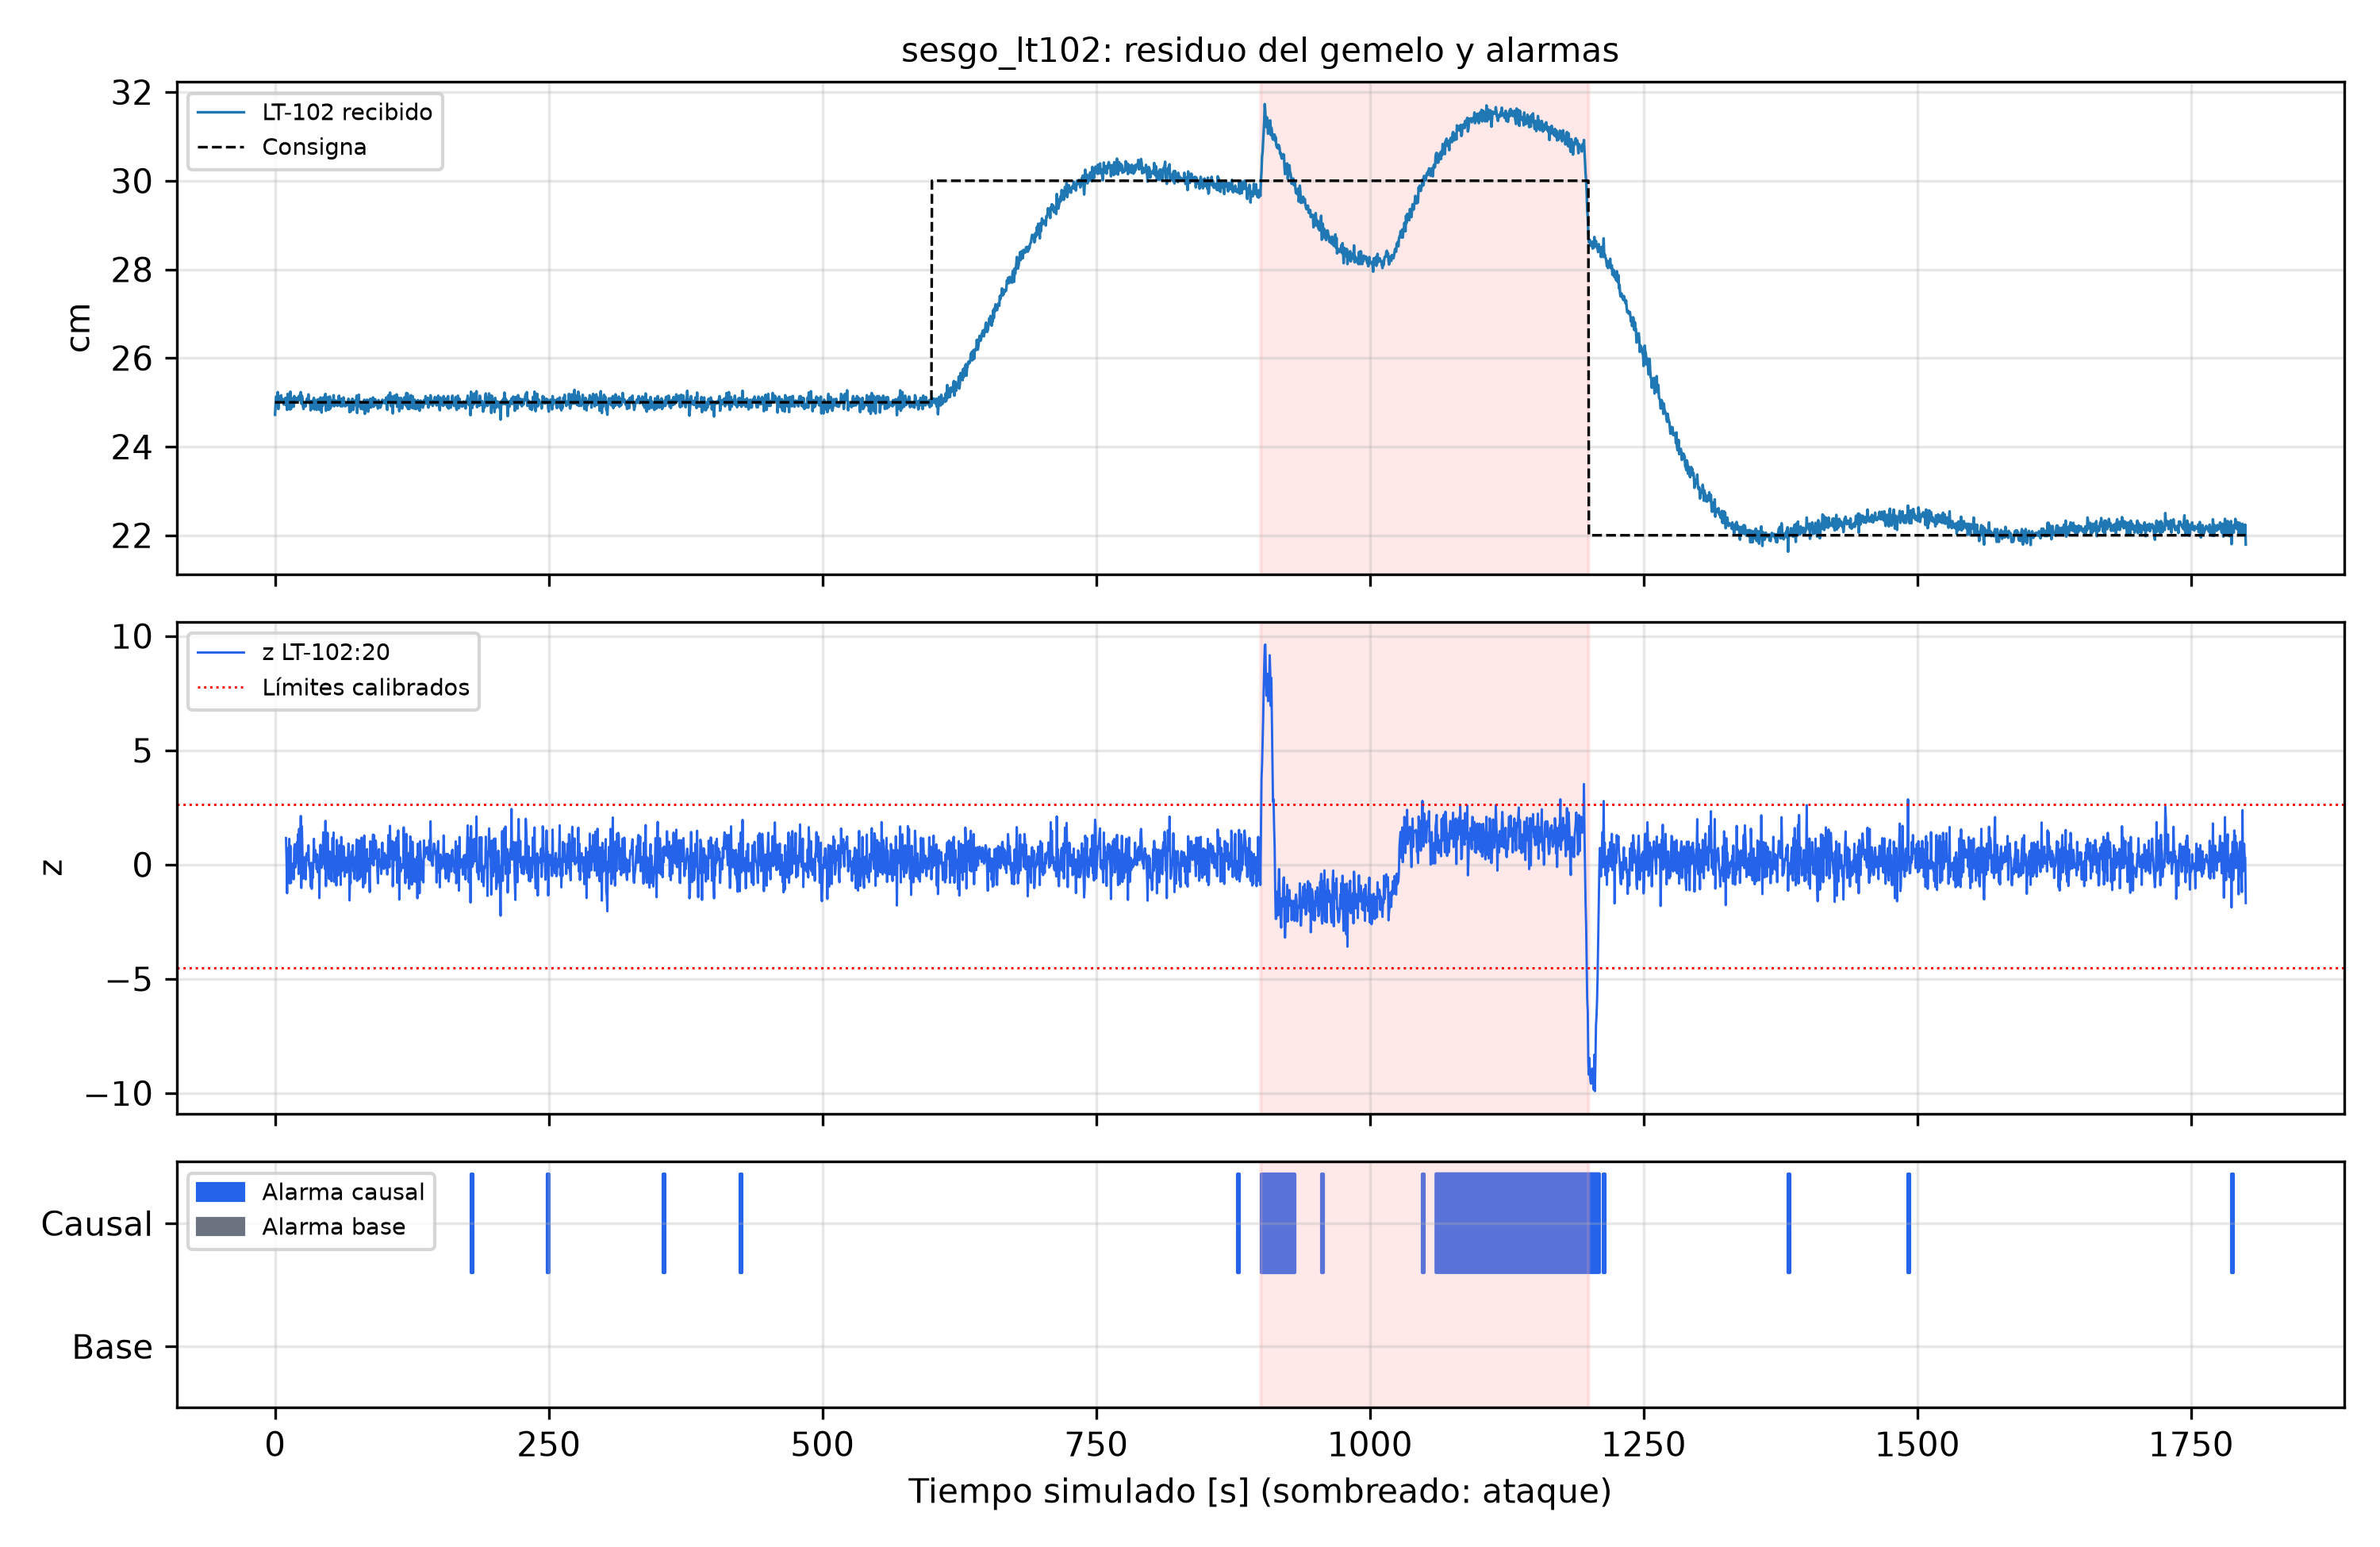 sesgo_lt102: residuo del gemelo y alarmas
32
30
28
26
24
22
cm
LT-102 recibido
Consigna
10
5
0
−5
−10
z
z LT-102:20
Límites calibrados
Causal
Base
Alarma causal
Alarma base
0 250 500 750 1000 1250 1500 1750
Tiempo simulado [s] (sombreado: ataque)